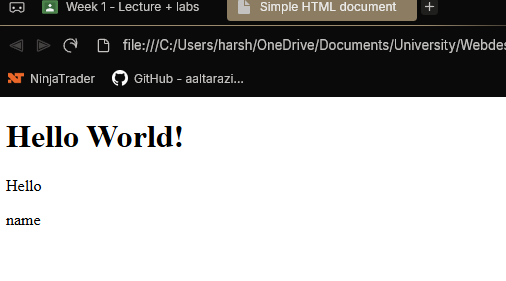 Week 1 - Lecture + labs
Simple HTML document
file:///C:/Users/harsh/OneDrive/Documents/University/Webdes
NinjaTrader
GitHub - aaltarazi...
Hello World!
Hello
name